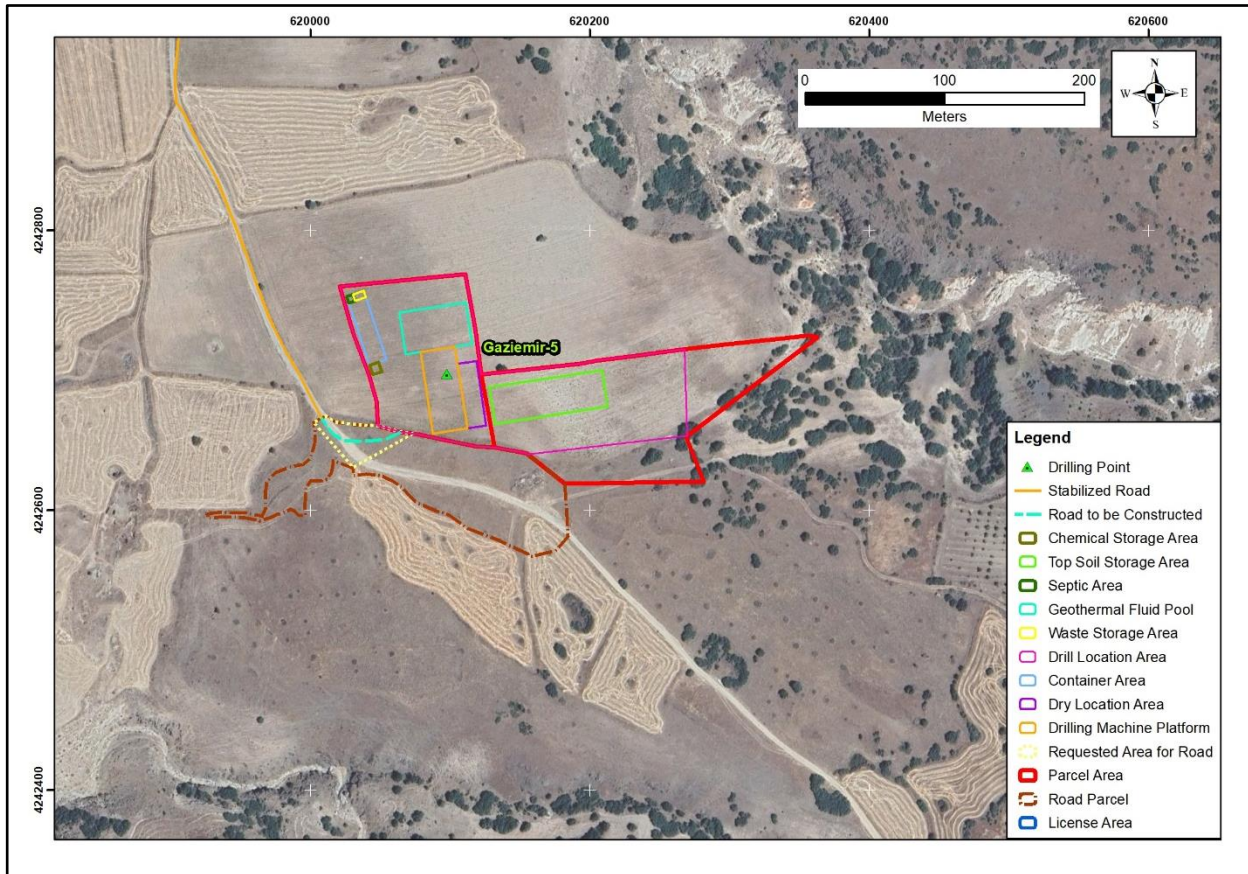 620000
620200
620400
620600
4242800
4242600
4242400
0
100
200
Meters
N
W
E
S
Gaziemir-5
Legend
Drilling Point
Stabilized Road
Road to be Constructed
Chemical Storage Area
Top Soil Storage Area
Septic Area
Geothermal Fluid Pool
Waste Storage Area
Drill Location Area
Container Area
Dry Location Area
Drilling Machine Platform
Requested Area for Road
Parcel Area
Road Parcel
License Area